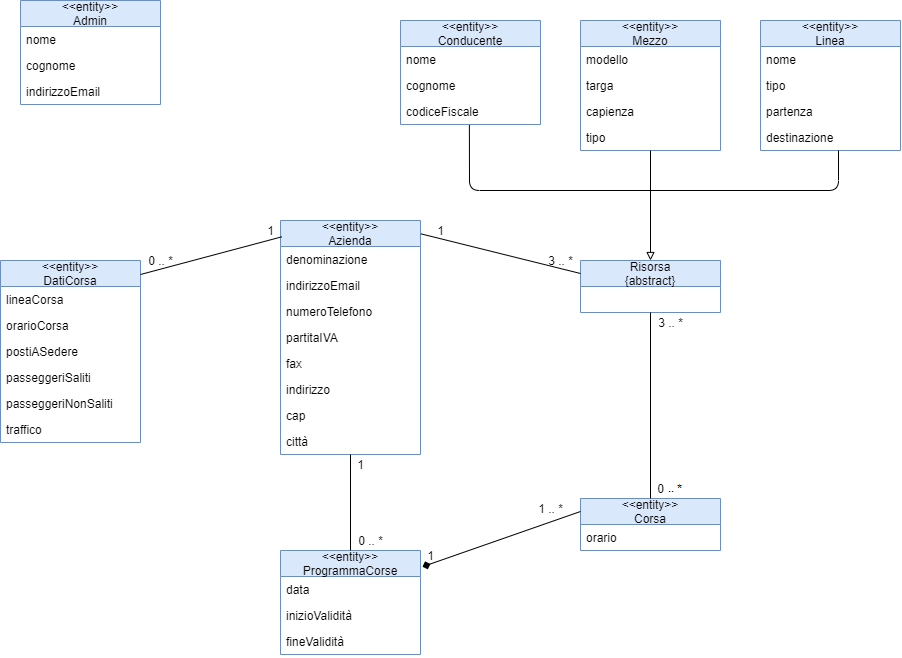 <<entity>>
Admin
nome
cognome
indirizzoEmail
<<entity>>
Conducente
nome
cognome
codiceFiscale
<<entity>>
Mezzo
modello
targa
capienza
tipo
<<entity>>
Linea
nome
tipo
partenza
destinazione
1
1
0 .. *
3 .. *
<<entity>>
DatiCorsa
lineaCorsa
orarioCorsa
postiASedere
passeggeriSaliti
passeggeriNonSaliti
traffico
<<entity>>
Azienda
denominazione
indirizzoEmail
numeroTelefono
partitaIVA
fax
indirizzo
cap
città
Risorsa
{abstract}
3 .. *
1
0 .. *
1 .. *
0 .. *
1
<<entity>>
Corsa
orario
<<entity>>
ProgrammaCorse
data
inizioValidità
fineValidità